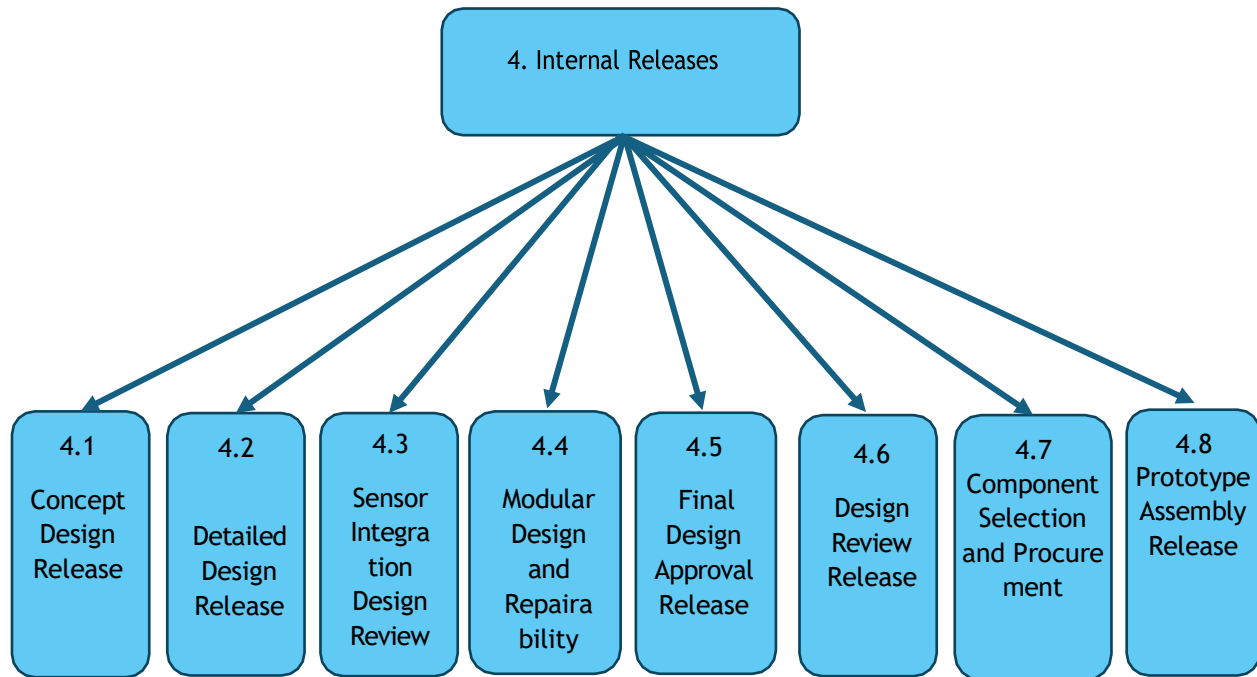 4. Internal Releases
4.1
Concept
Design
Release
4.2
Detailed
Design
Release
4.3
Sensor
Integra
tion
Design
Review
4.4
Modular
Design
and
Repaira
bility
4.5
Final
Design
Approval
Release
4.6
Design
Review
Release
4.7
Component
Selection
and Procure
ment
4.8
Prototype
Assembly
Release